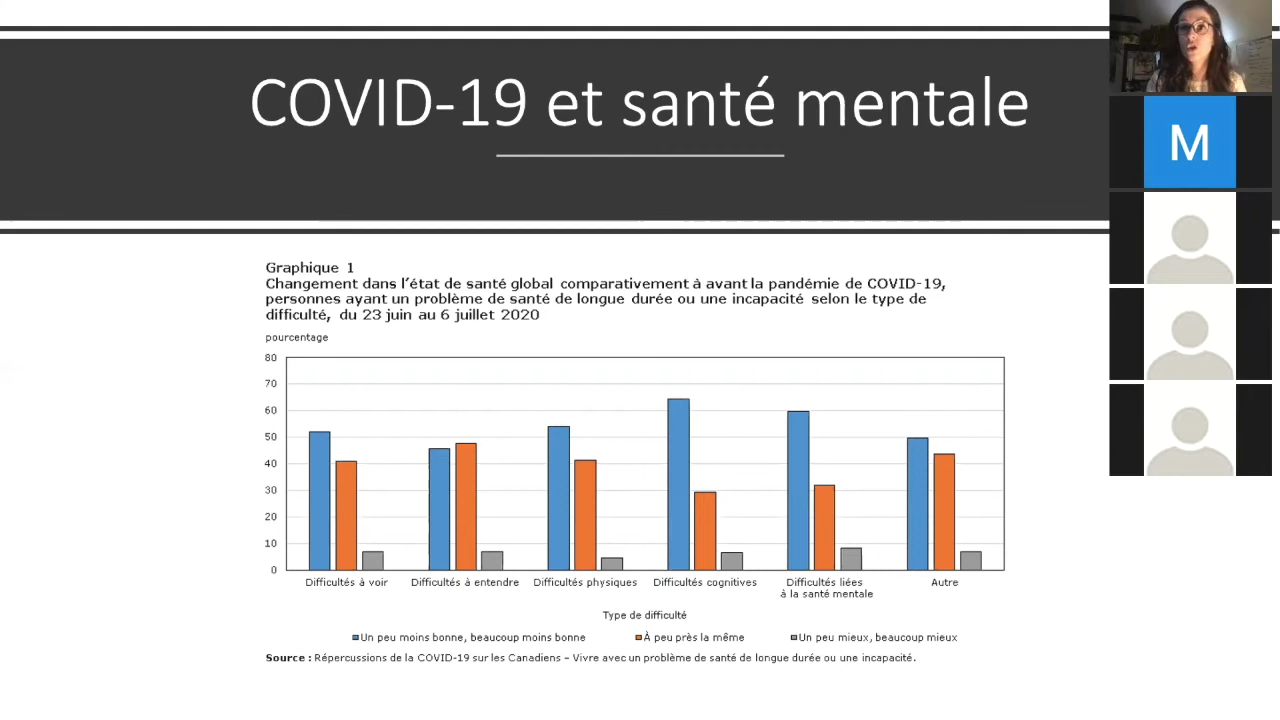 COVID-19 et santé mentale
M
Graphique 1
Changement dans l'état de santé global comparativement à avant la pandémie de COVID-19,
personnes ayant un problème de santé de longue durée ou une incapacité selon le type de
difficulté, du 23 juin au 6 juillet 2020
pourcentage
80
70
60
50
40
30
20
10
0
Difficultés à voir Difficultés à entendre Difficultés physiques Difficultés cognitives Difficultés liées Autre
à la santé mentale
Type de difficulté
Un peu moins bonne, beaucoup moins bonne À peu près la même Un peu mieux, beaucoup mieux
Source : Répercussions de la COVID-19 sur les Canadiens – Vivre avec un problème de santé de longue durée ou une incapacité.